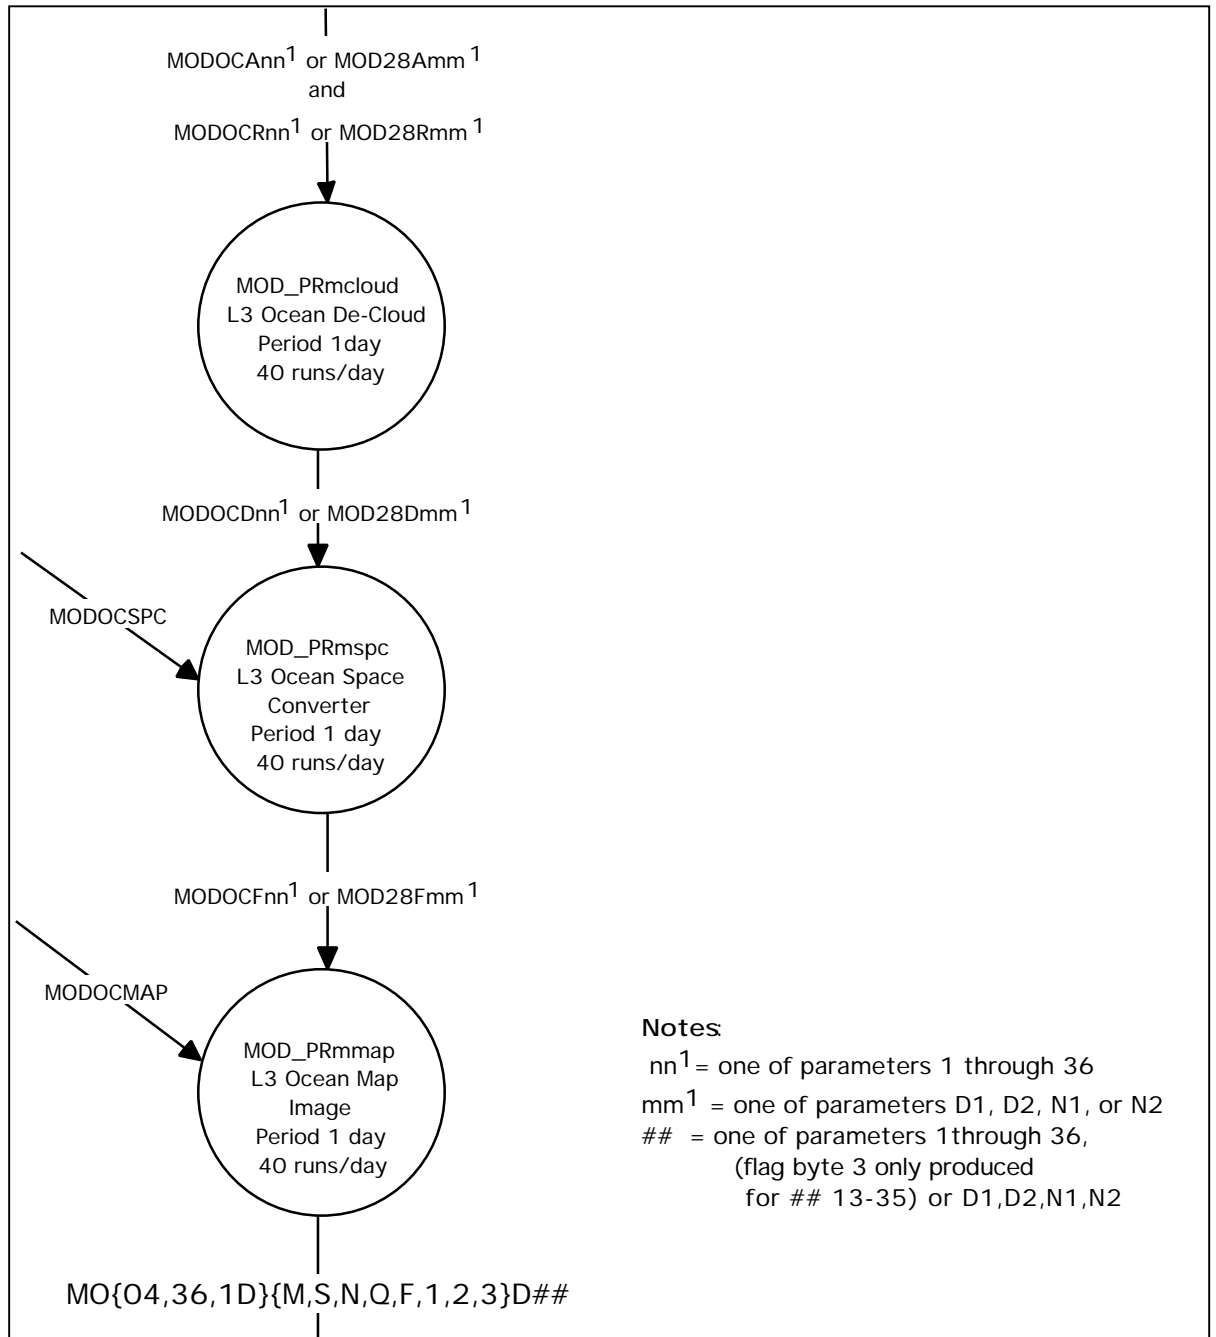 MODOCAnn1 or MOD28Amm1
and
MODOCRnn1 or MOD28Rmm1
MOD_PRmcloud
L3 Ocean De-Cloud
Period 1day
40 runs/day
MODOCDnn1 or MOD28Dmm1
MODOCSPC
MOD_PRmspc
L3 Ocean Space
Converter
Period 1 day
40 runs/day
MODOCFnn1 or MOD28Fmm1
MODOCMAP
MOD_PRmmap
L3 Ocean Map
Image
Period 1 day
40 runs/day
Notes:
nn1= one of parameters 1 through 36
mm1 = one of parameters D1, D2, N1, or N2
## = one of parameters 1through 36,
(flag byte 3 only produced
for ## 13-35) or D1,D2,N1,N2
MO{04,36,1D}{M,S,N,Q,F,1,2,3}D##